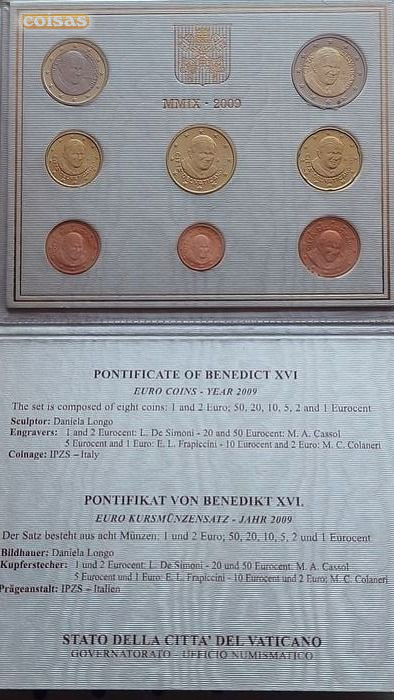 coisas
MMIX - 2009
PONTIFICATE OF BENEDICT XVI
EURO COINS - YEAR 2009
The set is composed of eight coins: 1 and 2 Euro; 50, 20, 10, 5, 2 and 1 Eurocent
Sculptor: Daniela Longo
Engravers: 1 and 2 Eurocent: L. De Simoni - 20 and 50 Eurocent: M. A. Cassol
5 Eurocent and 1 Euro: E. L. Frapiccini - 10 Eurocent and 2 Euro: M. C. Colaneri
Coinage: IPZS – Italy
PONTIFIKAT VON BENEDIKT XVI.
EURO KURSMÜNZENSATZ - JAHR 2009
Der Satz besteht aus acht Münzen: 1 und 2 Euro; 50, 20, 10, 5, 2 und 1 Eurocent
Bildhauer: Daniela Longo
Kupferstecher: 1 und 2 Eurocent: L. De Simoni - 20 und 50 Eurocent: M. A. Cassol
5 Eurocent und 1 Euro: E. L. Frapiccini - 10 Eurocent und 2 Euro: M. C. Colaneri
Prägeanstalt: IPZS – Italien
STATO DELLA CITTA' DEL VATICANO
GOVERNATORATO - UFFICIO NUMISMATICO